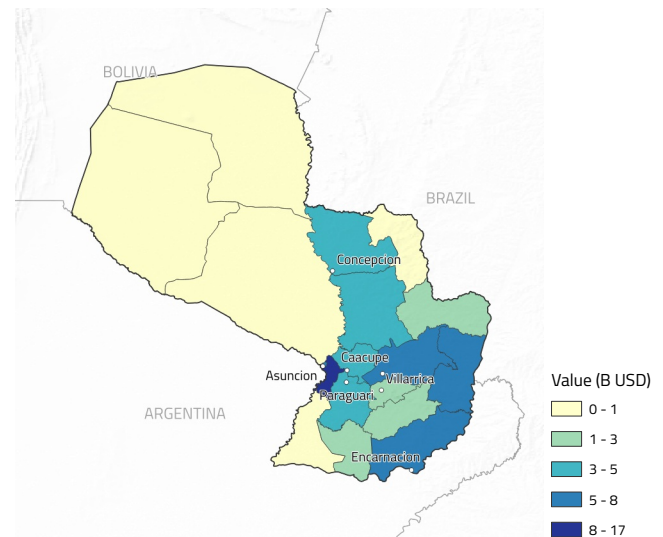 BOLIVIA
BRAZIL
Concepcion
Caacupe
Asuncion
Villarrica
Paraguari
ARGENTINA
Encarnacion
Value (B USD)
0 - 1
1 - 3
3 - 5
5 - 8
8 - 17